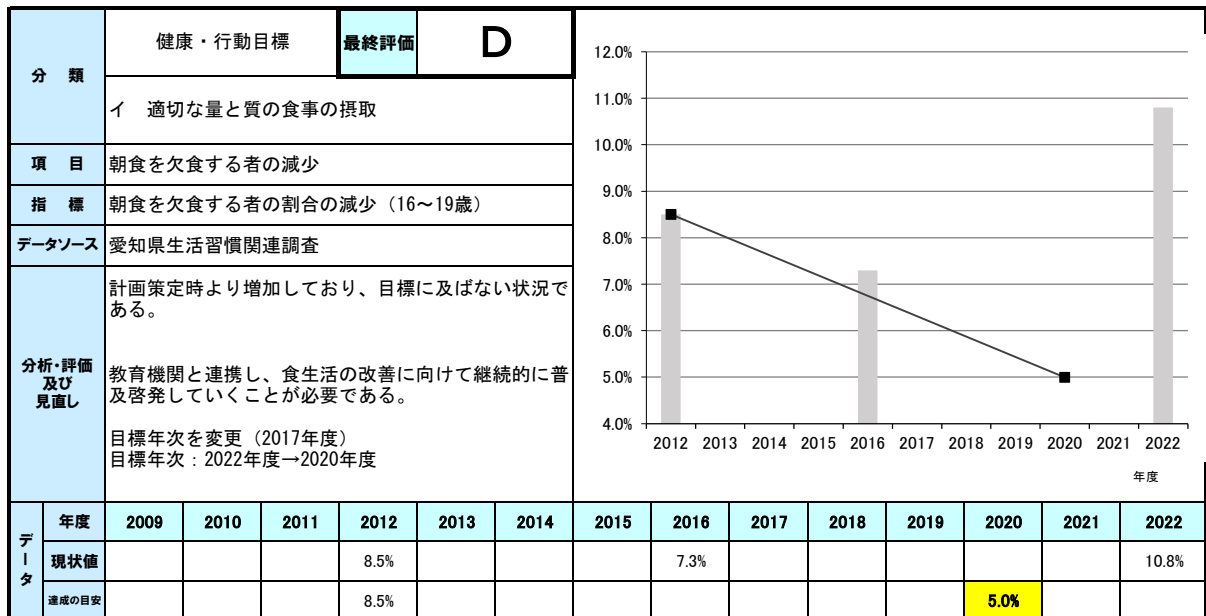 分　類
健康・行動目標
最終評価
D
イ　適切な量と質の食事の摂取
項　目
朝食を欠食する者の減少
指　標
朝食を欠食する者の割合の減少（16～19歳）
データソース
愛知県生活習慣関連調査
分析・評価
及び
見直し
計画策定時より増加しており、目標に及ばない状況で
ある。
教育機関と連携し、食生活の改善に向けて継続的に普
及啓発していくことが必要である。
目標年次を変更（2017年度）
目標年次：2022年度→2020年度
12.0%
11.0%
10.0%
9.0%
8.0%
7.0%
6.0%
5.0%
4.0%
2012 2013 2014 2015 2016 2017 2018 2019 2020 2021 2022
年度
データ
年度 2009 2010 2011 2012 2013 2014 2015 2016 2017 2018 2019 2020 2021 2022
現状値 8.5% 7.3% 10.8%
達成の目安 8.5% 5.0%